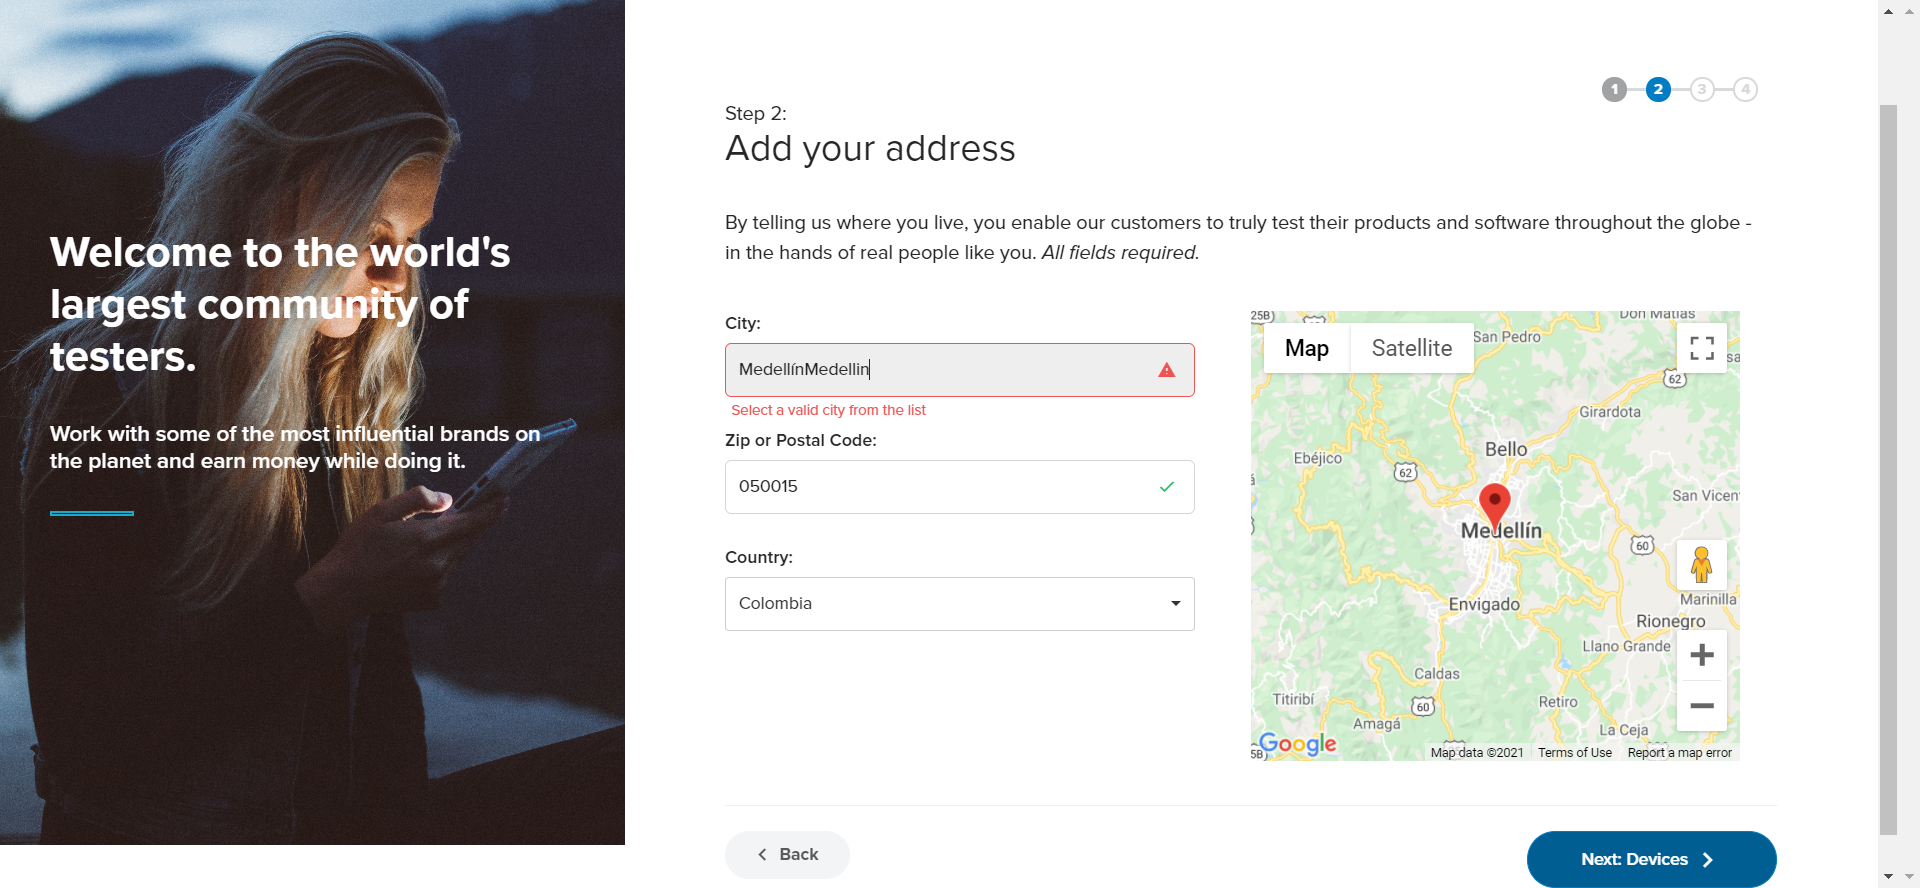 Welcome to the world's
largest community of
testers.
Work with some of the most influential brands on
the planet and earn money while doing it.
1 2 3 4
Step 2:
Add your address
By telling us where you live, you enable our customers to truly test their products and software throughout the globe -
in the hands of real people like you. All fields required.
City:
MedellínMedellin
Select a valid city from the list
Zip or Postal Code:
050015
Country:
Colombia
25B
Don Matías
Map Satellite
San Pedro
62
Girardota
Bello
Ebéjico
62
San Vicen
Medellín
60
Marinilla
Envigado
Rionegro
Llano Grande
Caldas
Titiribí
60
Retiro
Amagá
La Ceja
5B
Google
Map data ©2021 Terms of Use Report a map error
Back
Next: Devices